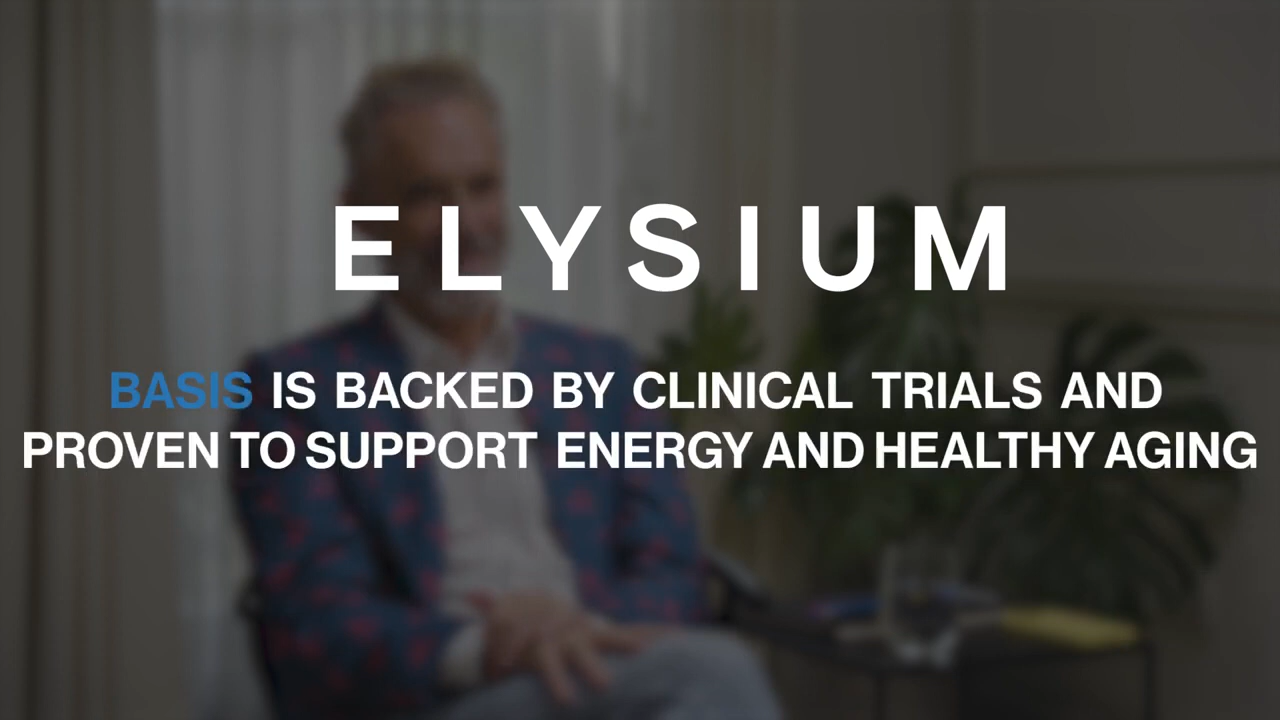 ELYSIUM
BASIS IS BACKED BY CLINICAL TRIALS AND
PROVEN TO SUPPORT ENERGY AND HEALTHY AGING